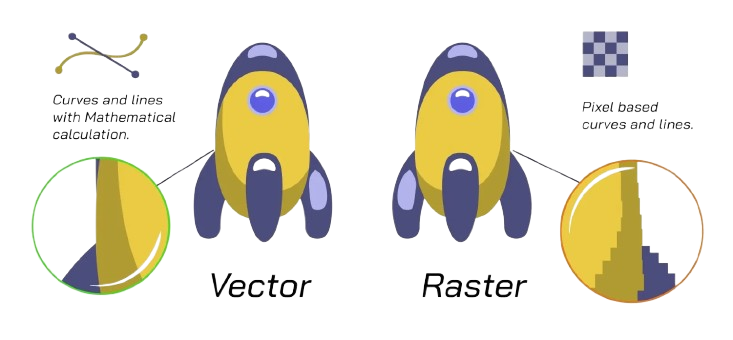 Curves and lines
with Mathematical
calculation.
Pixel based
curves and lines.
Vector
Raster